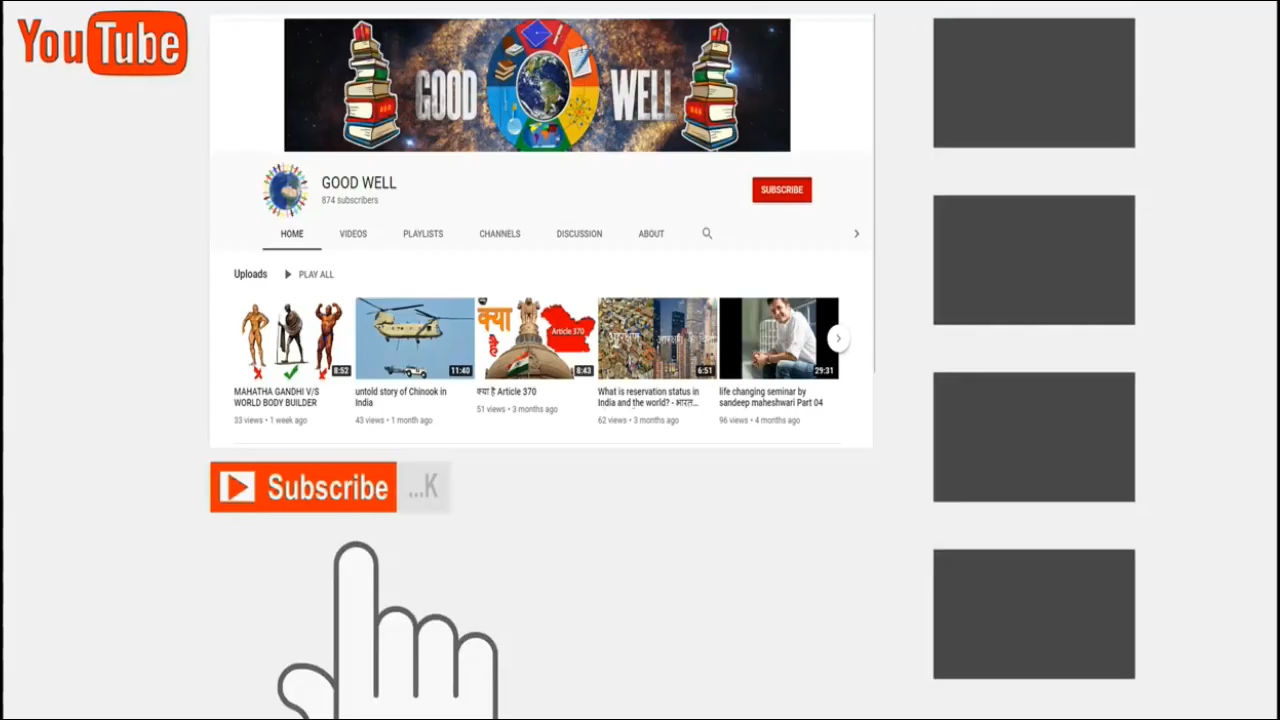 YouTube
GOOD WELL
GOOD WELL
874 subscribers
SUBSCRIBE
HOME VIDEOS PLAYLISTS CHANNELS DISCUSSION ABOUT
Uploads PLAY ALL
8:52
11:40
क्या
है
Article 370
8:43
6:51
29:31
MAHATHA GANDHI V/S
WORLD BODY BUILDER
33 views • 1 week ago
untold story of Chinook in
India
43 views • 1 month ago
क्या है Article 370
51 views • 3 months ago
What is reservation status in
India and the world? - भारत...
62 views • 3 months ago
life changing seminar by
sandeep maheshwari Part 04
96 views • 4 months ago
Subscribe ...K